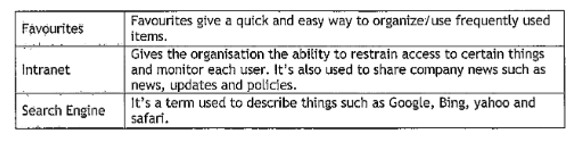 Favourites
Favourites give a quick and easy way to organize/use frequently used
items.
Intranet
Gives the organisation the ability to restrain access to certain things
and monitor each user. It's also used to share company news such as
news, updates and policies.
Search Engine
It's a term used to describe things such as Google, Bing, yahoo and
safari.